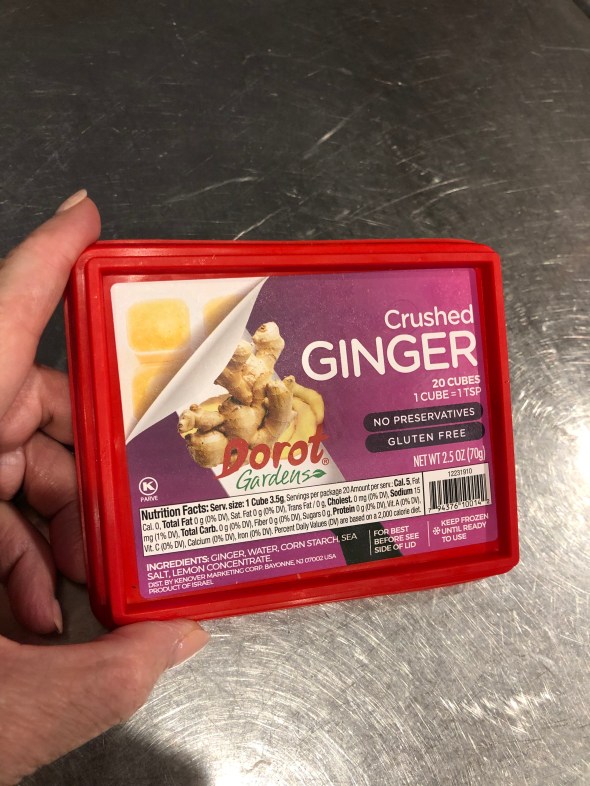 Crushed
GINGER
20 CUBES
1 CUBE = 1 TSP
NO PRESERVATIVES
GLUTEN FREE
NET WT 2.5 OZ (70g)
Dorot®
Gardens
K
PARVE
Nutrition Facts: Serv. size: 1 Cube 3.5g, Servings per package 20 Amount per serv.: Cal. 5, Fat
Cal. 0, Total Fat 0 g (0% DV), Sat. Fat 0 g (0% DV), Trans Fat / 0 g, Cholest. 0 mg (0% DV), Sodium 15
mg (1% DV), Total Carb. 0 g (0% DV), Fiber 0 g (0% DV), Sugars 0 g, Protein 0 g (0% DV), Vit. A (0% DV),
Vit. C (0% DV), Calcium (0% DV), Iron (0% DV). Percent Daily Values (DV) are based on a 2,000 calorie diet.
INGREDIENTS: GINGER, WATER, CORN STARCH, SEA
SALT, LEMON CONCENTRATE.
DIST. BY KENOVER MARKETING CORP. BAYONNE, NJ 07002 USA
PRODUCT OF ISRAEL
FOR BEST
BEFORE SEE
SIDE OF LID
12231910
KEEP FROZEN
UNTIL READY
TO USE